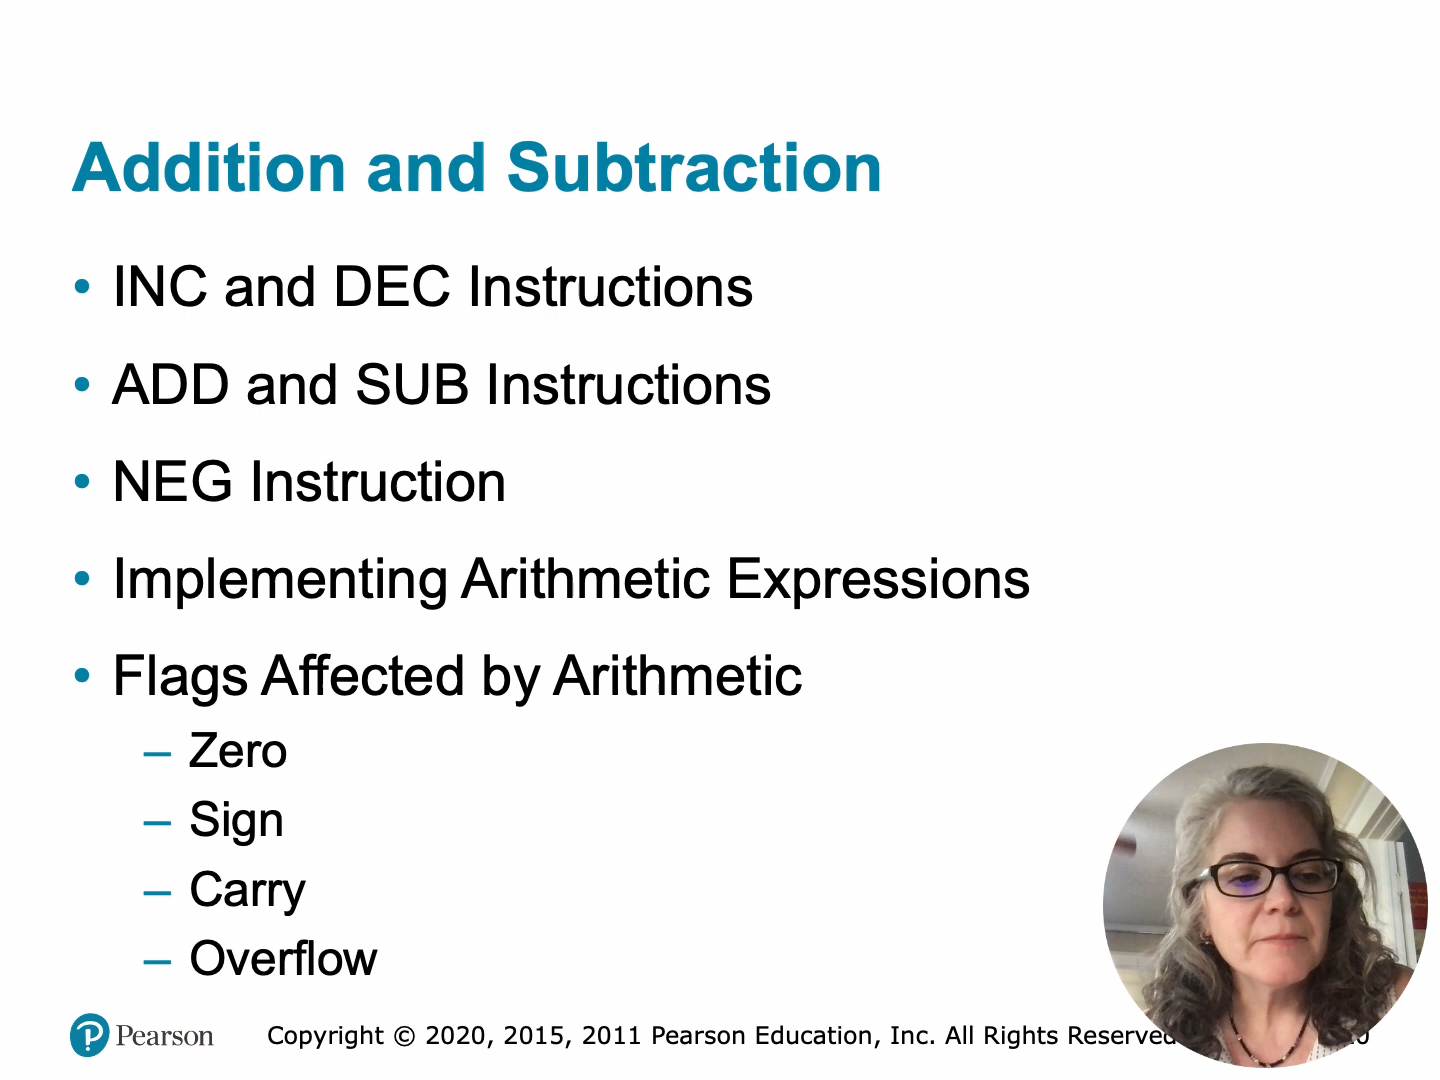 Addition and Subtraction
• INC and DEC Instructions
• ADD and SUB Instructions
• NEG Instruction
• Implementing Arithmetic Expressions
• Flags Affected by Arithmetic
– Zero
– Sign
– Carry
– Overflow
Pearson
Copyright © 2020, 2015, 2011 Pearson Education, Inc. All Rights Reserved